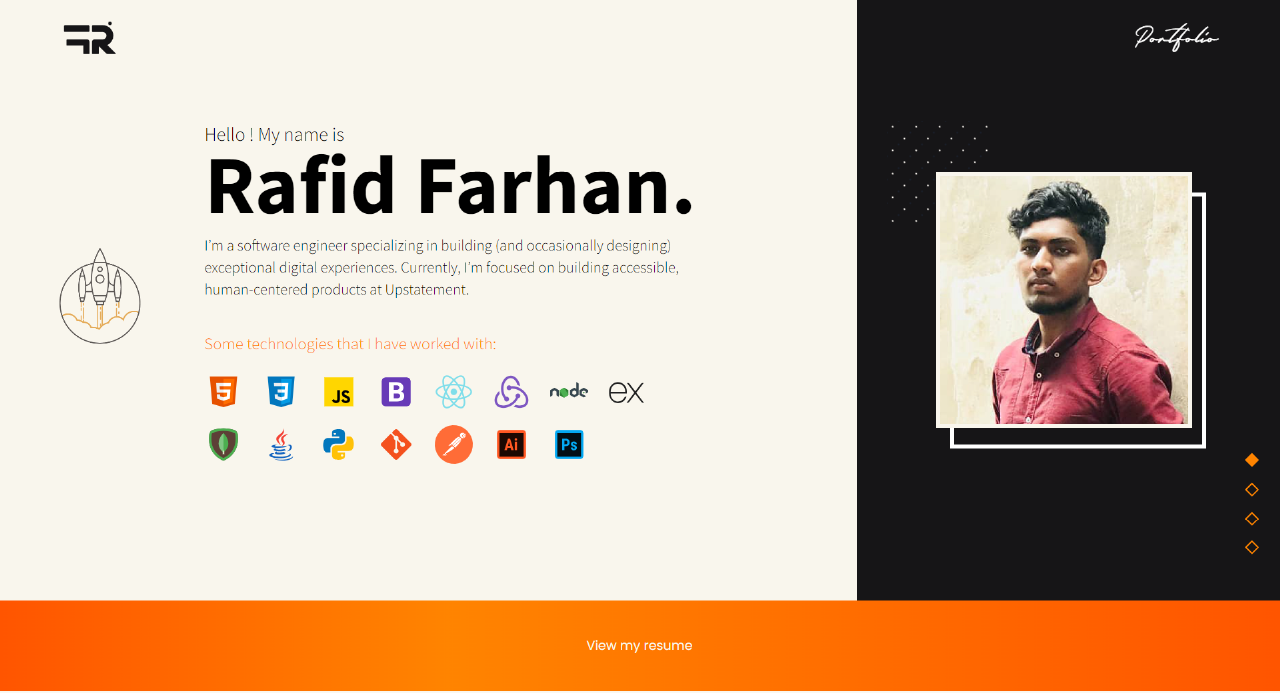 FR
Portfolio
Hello ! My name is
Rafid Farhan.
I'm a software engineer specializing in building (and occasionally designing)
exceptional digital experiences. Currently, I'm focused on building accessible,
human-centered products at Upstatement.
Some technologies that I have worked with:
5
3
JS
B
node
ex
Ai
Ps
View my resume